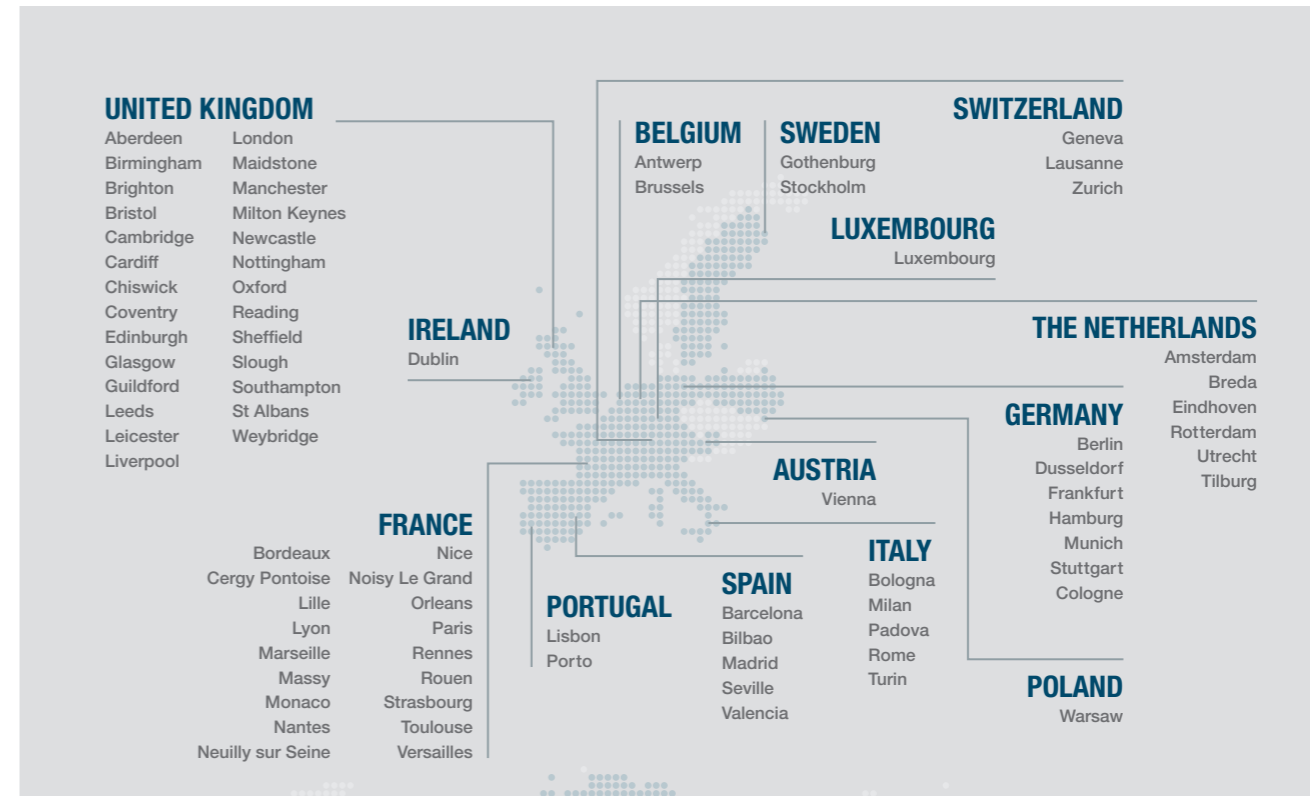 UNITED KINGDOM
Aberdeen
Birmingham
Brighton
Bristol
Cambridge
Cardiff
Chiswick
Coventry
Edinburgh
Glasgow
Guildford
Leeds
Leicester
Liverpool
London
Maidstone
Manchester
Milton Keynes
Newcastle
Nottingham
Oxford
Reading
Sheffield
Slough
Southampton
St Albans
Weybridge
IRELAND
Dublin
BELGIUM
Antwerp
Brussels
SWEDEN
Gothenburg
Stockholm
SWITZERLAND
Geneva
Lausanne
Zurich
LUXEMBOURG
Luxembourg
THE NETHERLANDS
Amsterdam
Breda
Eindhoven
Rotterdam
Utrecht
Tilburg
GERMANY
Berlin
Dusseldorf
Frankfurt
Hamburg
Munich
Stuttgart
Cologne
AUSTRIA
Vienna
FRANCE
Bordeaux
Cergy Pontoise
Lille
Lyon
Marseille
Massy
Monaco
Nantes
Neuilly sur Seine
Nice
Noisy Le Grand
Orleans
Paris
Rennes
Rouen
Strasbourg
Toulouse
Versailles
PORTUGAL
Lisbon
Porto
SPAIN
Barcelona
Bilbao
Madrid
Seville
Valencia
ITALY
Bologna
Milan
Padova
Rome
Turin
POLAND
Warsaw